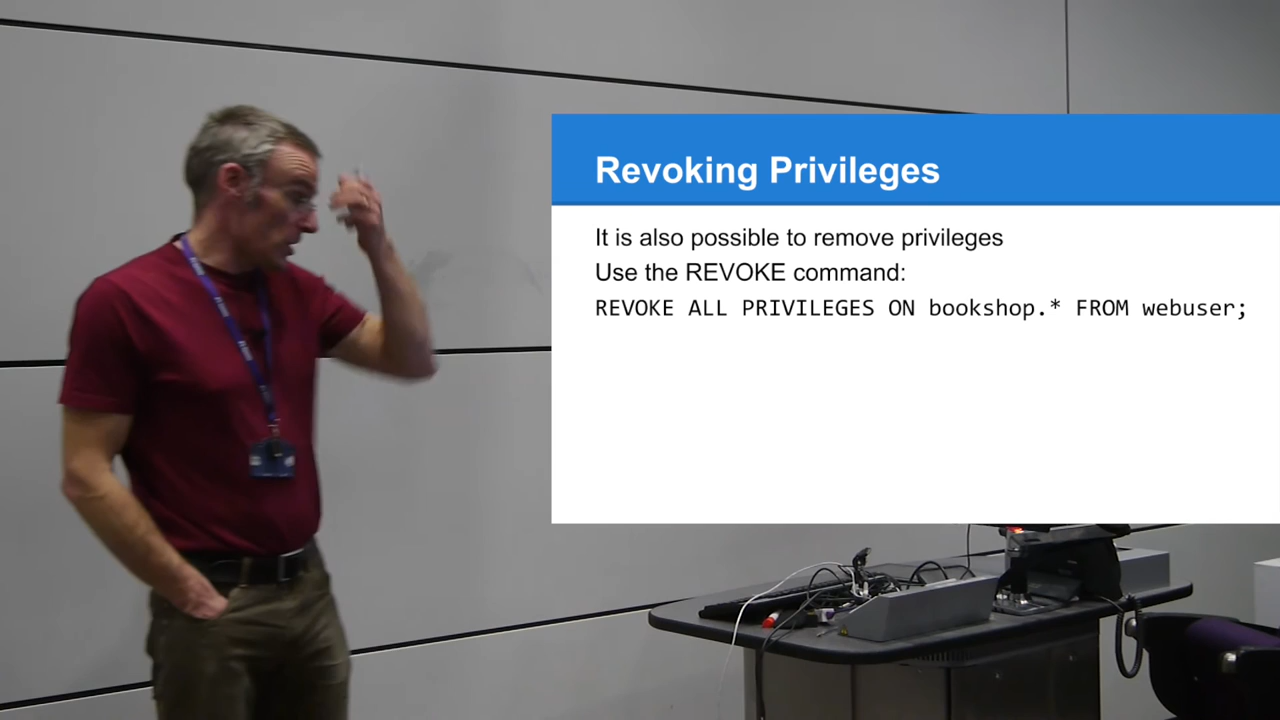 Revoking Privileges
It is also possible to remove privileges
Use the REVOKE command:
REVOKE ALL PRIVILEGES ON bookshop.* FROM webuser;